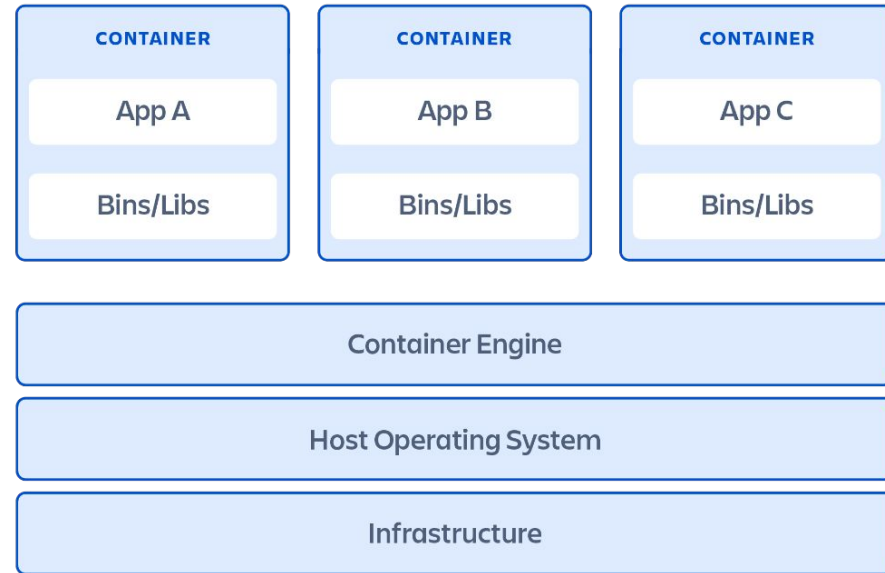 CONTAINER CONTAINER CONTAINER
App A App B App C
Bins/Libs Bins/Libs Bins/Libs
Container Engine
Host Operating System
Infrastructure